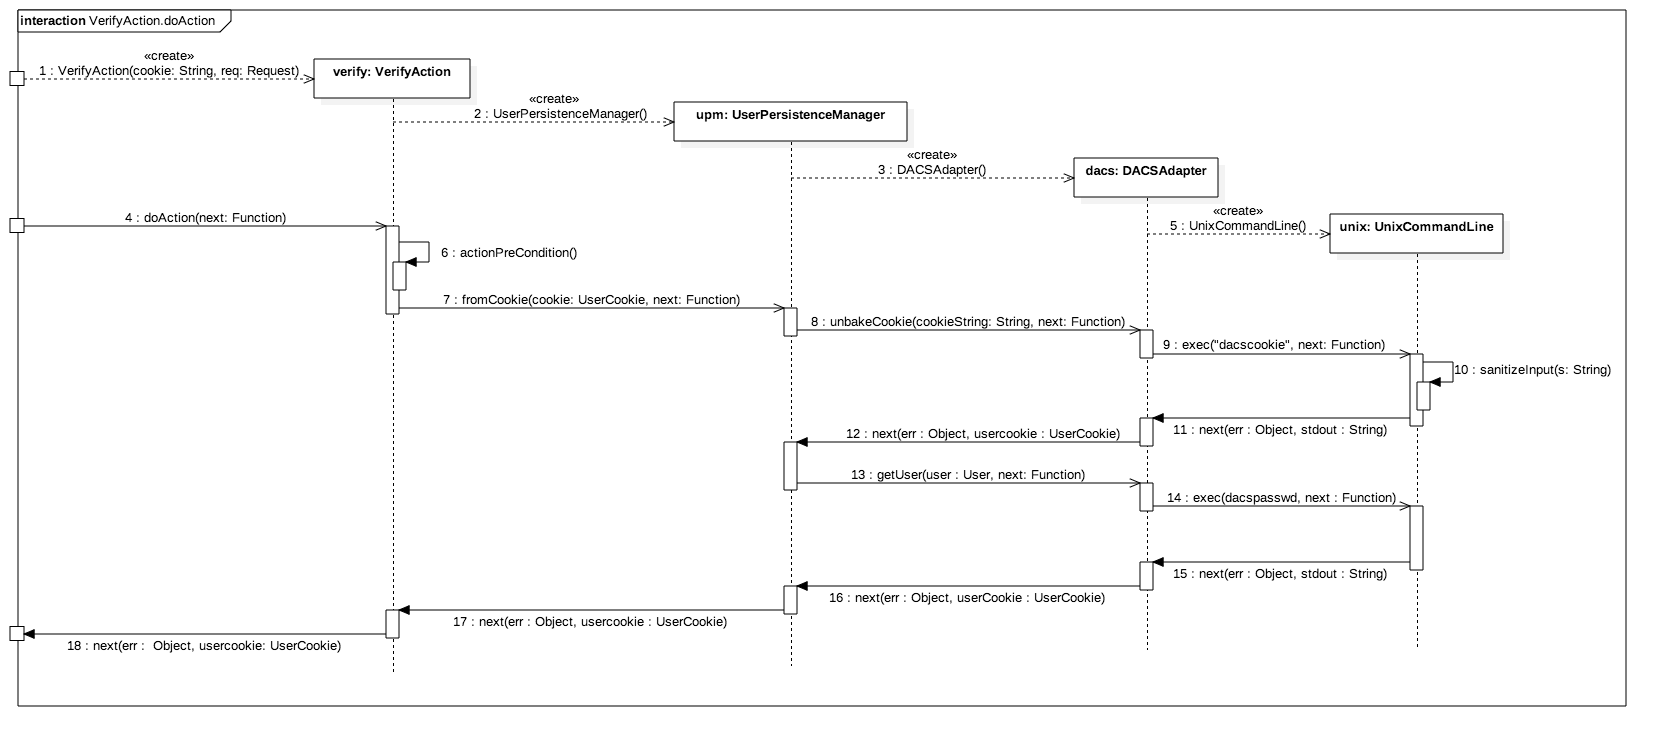 interaction VerifyAction.doAction
«create»
1 : VerifyAction(cookie: String, req: Request)
verify: VerifyAction
«create»
2 : UserPersistenceManager()
upm: UserPersistenceManager
«create»
3 : DACSAdapter()
dacs: DACSAdapter
4 : doAction(next: Function)
«create»
5 : UnixCommandLine()
unix: UnixCommandLine
6 : actionPreCondition()
7 : fromCookie(cookie: UserCookie, next: Function)
8 : unbakeCookie(cookieString: String, next: Function)
9 : exec("dacscookie", next: Function)
10 : sanitizeInput(s: String)
11 : next(err : Object, stdout : String)
12 : next(err : Object, usercookie : UserCookie)
13 : getUser(user : User, next: Function)
14 : exec(dacspasswd, next : Function)
15 : next(err : Object, stdout : String)
16 : next(err : Object, userCookie : UserCookie)
17 : next(err : Object, usercookie : UserCookie)
18 : next(err :  Object, usercookie: UserCookie)